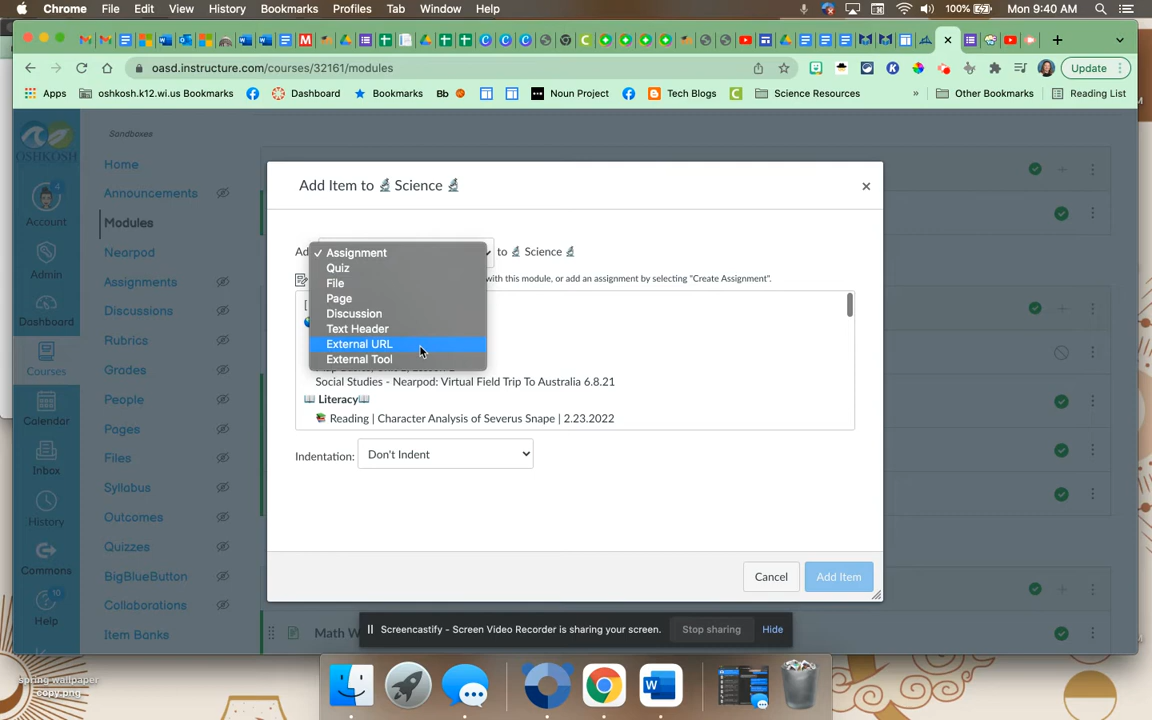 Chrome File Edit View History Bookmarks Profiles Tab Window Help 100% Mon 9:40 AM
oasd.instructure.com/courses/32161/modules Update
Apps oshkosh.k12.wi.us Bookmarks Dashboard Bookmarks Bb Noun Project Tech Blogs Science Resources » Other Bookmarks Reading List
OSHKOSH
Sandboxes
Home
Announcements
Modules
Nearpod
Assignments
Discussions
Rubrics
Grades
People
Pages
Files
Syllabus
Outcomes
Quizzes
BigBlueButton
Collaborations
Item Banks
4
Account
Admin
Dashboard
Courses
Calendar
Inbox
History
Commons
10
Help
Add Item to 🔬 Science 🔬
to 🔬 Science 🔬
✓ Assignment
Quiz
File
Page
Discussion
Text Header
External URL
External Tool
with this module, or add an assignment by selecting "Create Assignment".
Social Studies - Nearpod: Virtual Field Trip To Australia 6.8.21
📖 Literacy📖
📚 Reading | Character Analysis of Severus Snape | 2.23.2022
Indentation: Don't Indent
Cancel Add Item
Screencastify - Screen Video Recorder is sharing your screen. Stop sharing Hide
Math W
spring wallpaper
copy.png